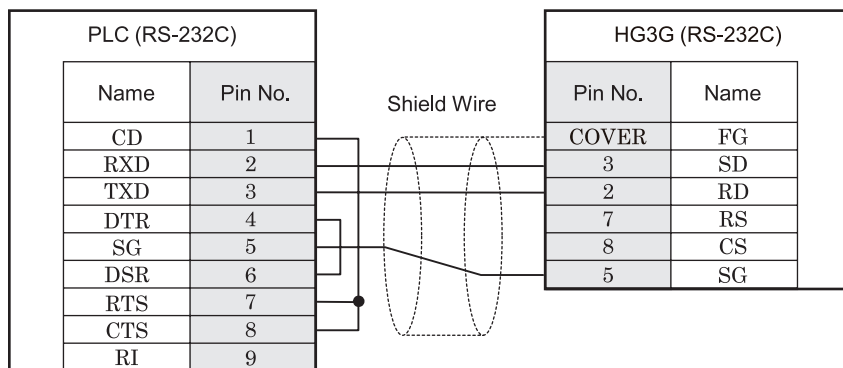 PLC (RS-232C)
Name Pin No.
CD 1
RXD 2
TXD 3
DTR 4
SG 5
DSR 6
RTS 7
CTS 8
RI 9
Shield Wire
HG3G (RS-232C)
Pin No. Name
COVER FG
3 SD
2 RD
7 RS
8 CS
5 SG